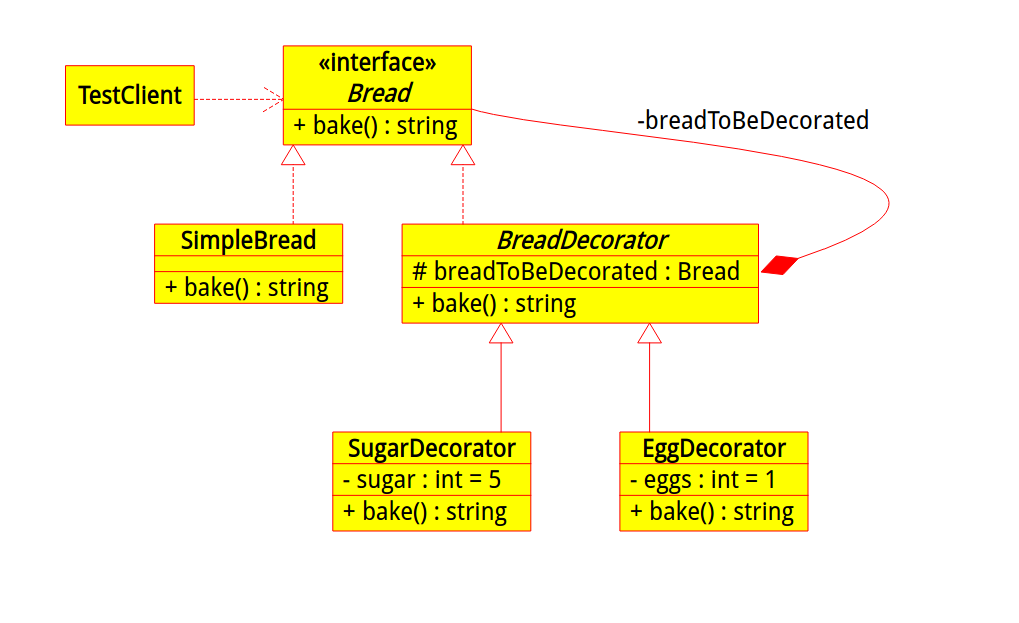 «interface»
Bread
+ bake() : string
TestClient
-breadToBeDecorated
SimpleBread
+ bake() : string
BreadDecorator
# breadToBeDecorated : Bread
+ bake() : string
SugarDecorator
- sugar : int = 5
+ bake() : string
EggDecorator
- eggs : int = 1
+ bake() : string